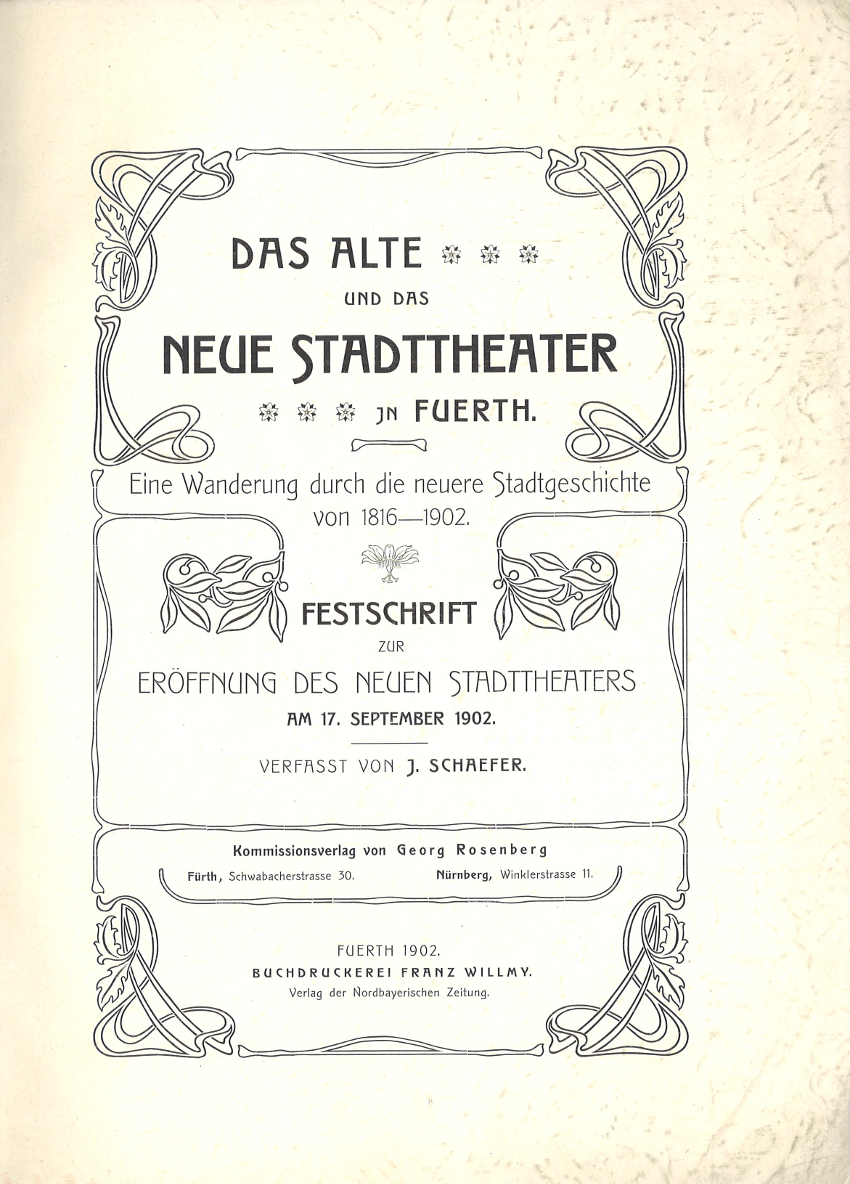 DAS ALTE
UND DAS
NEUE STADTTHEATER
JN FUERTH.
Eine Wanderung durch die neuere Stadtgeschichte
von 1816—1902.
FESTSCHRIFT
ZUR
ERÖFFNUNG DES NEUEN STADTTHEATERS
AM 17. SEPTEMBER 1902.
VERFASST VON J. SCHAEFER.
Kommissionsverlag von Georg Rosenberg
Fürth, Schwabacherstrasse 30. Nürnberg, Winklerstrasse 11.
FUERTH 1902.
BUCHDRUCKEREI FRANZ WILLMY.
Verlag der Nordbayerischen Zeitung.